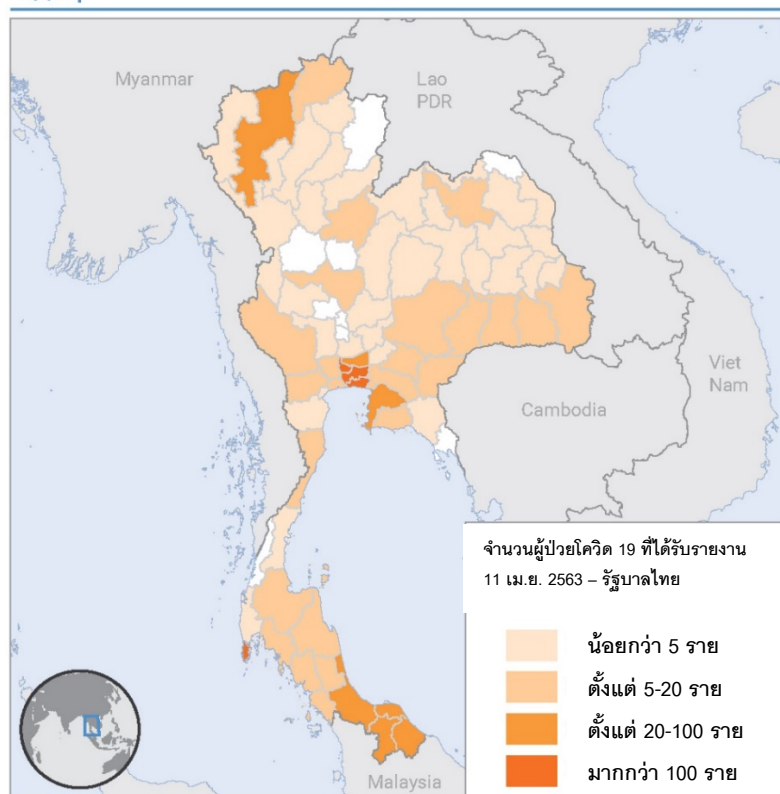 Myanmar
Lao
PDR
Viet
Nam
Cambodia
จำนวนผู้ป่วยโควิด 19 ที่ได้รับรายงาน
11 เม.ย. 2563 – รัฐบาลไทย
น้อยกว่า 5 ราย
ตั้งแต่ 5-20 ราย
ตั้งแต่ 20-100 ราย
มากกว่า 100 ราย
Malaysia